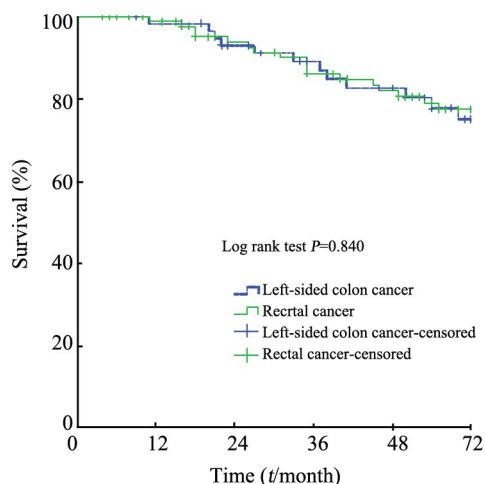 100
80
60
40
20
0
Survival (%)
Log rank test P=0.840
Left-sided colon cancer
Recrtal cancer
Left-sided colon cancer-censored
Rectal cancer-censored
0 12 24 36 48 72
Time (t/month)